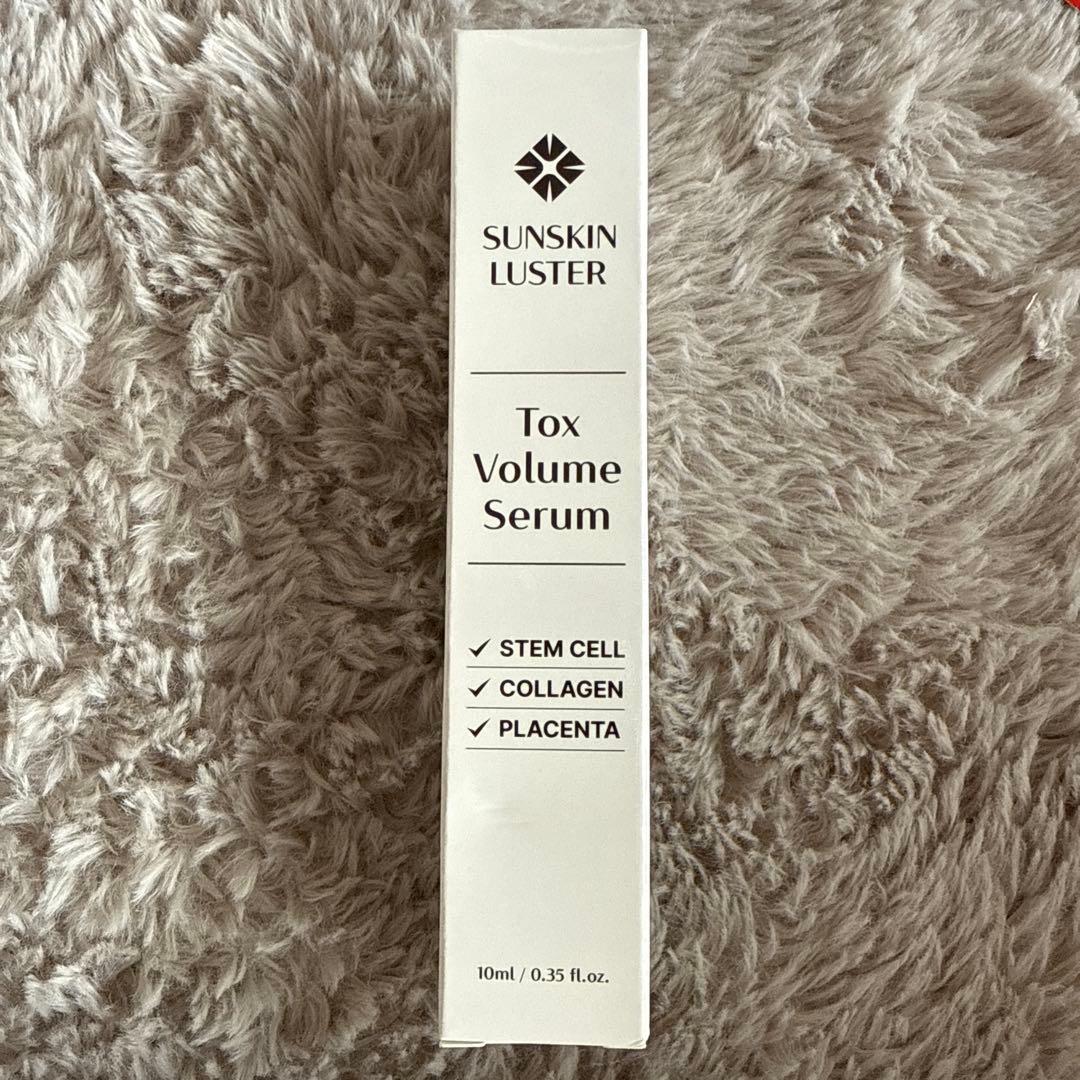 SUNSKIN
LUSTER
Tox
Volume
Serum
✓ STEM CELL
✓ COLLAGEN
✓ PLACENTA
10ml / 0.35 fl.oz.